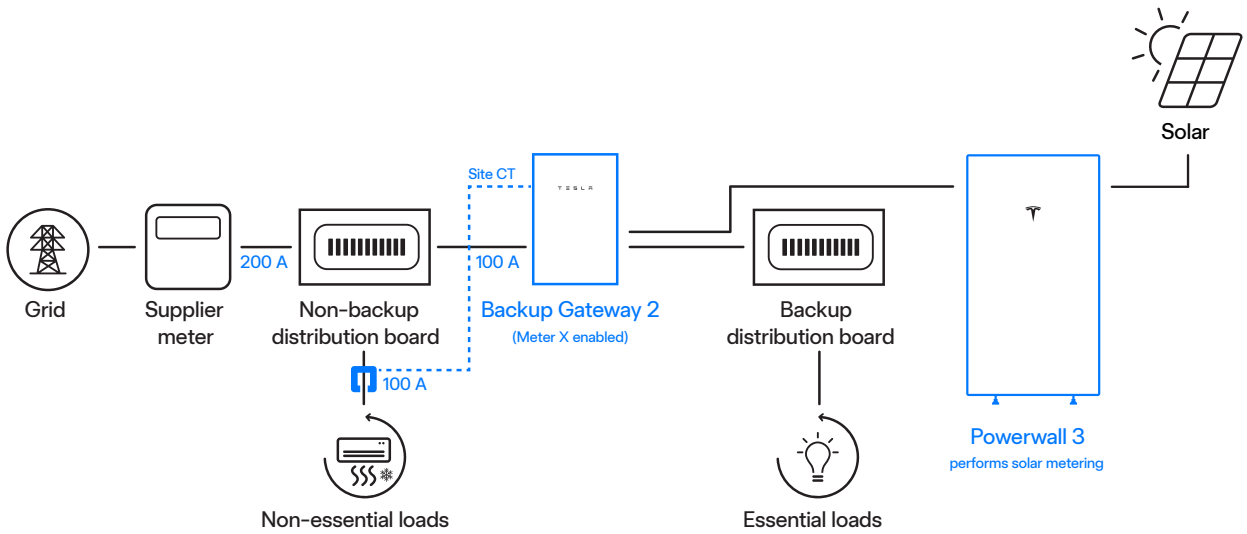 Solar
Site CT
TESLA
200 A
100 A
Grid
Supplier
meter
Non-backup
distribution board
Backup Gateway 2
(Meter X enabled)
Backup
distribution board
100 A
Powerwall 3
performs solar metering
Non-essential loads
Essential loads